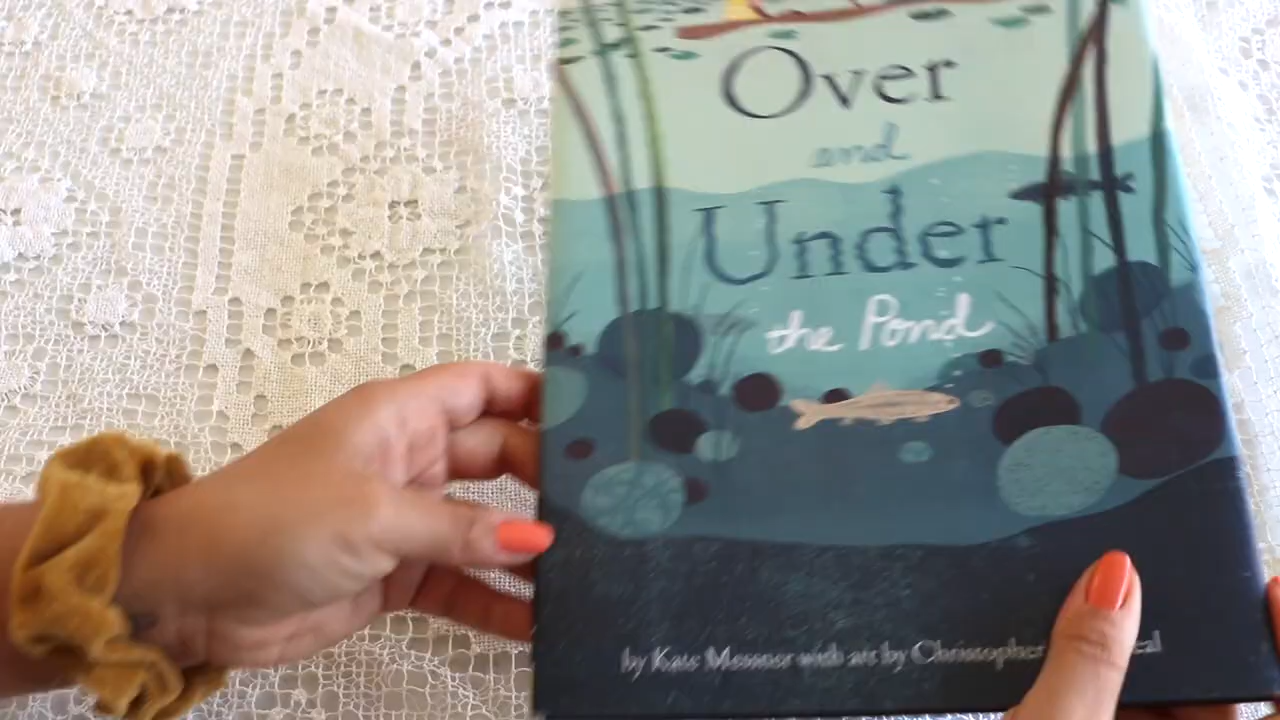 Over
and
Under
the Pond
by Kate Messner with art by Christopher